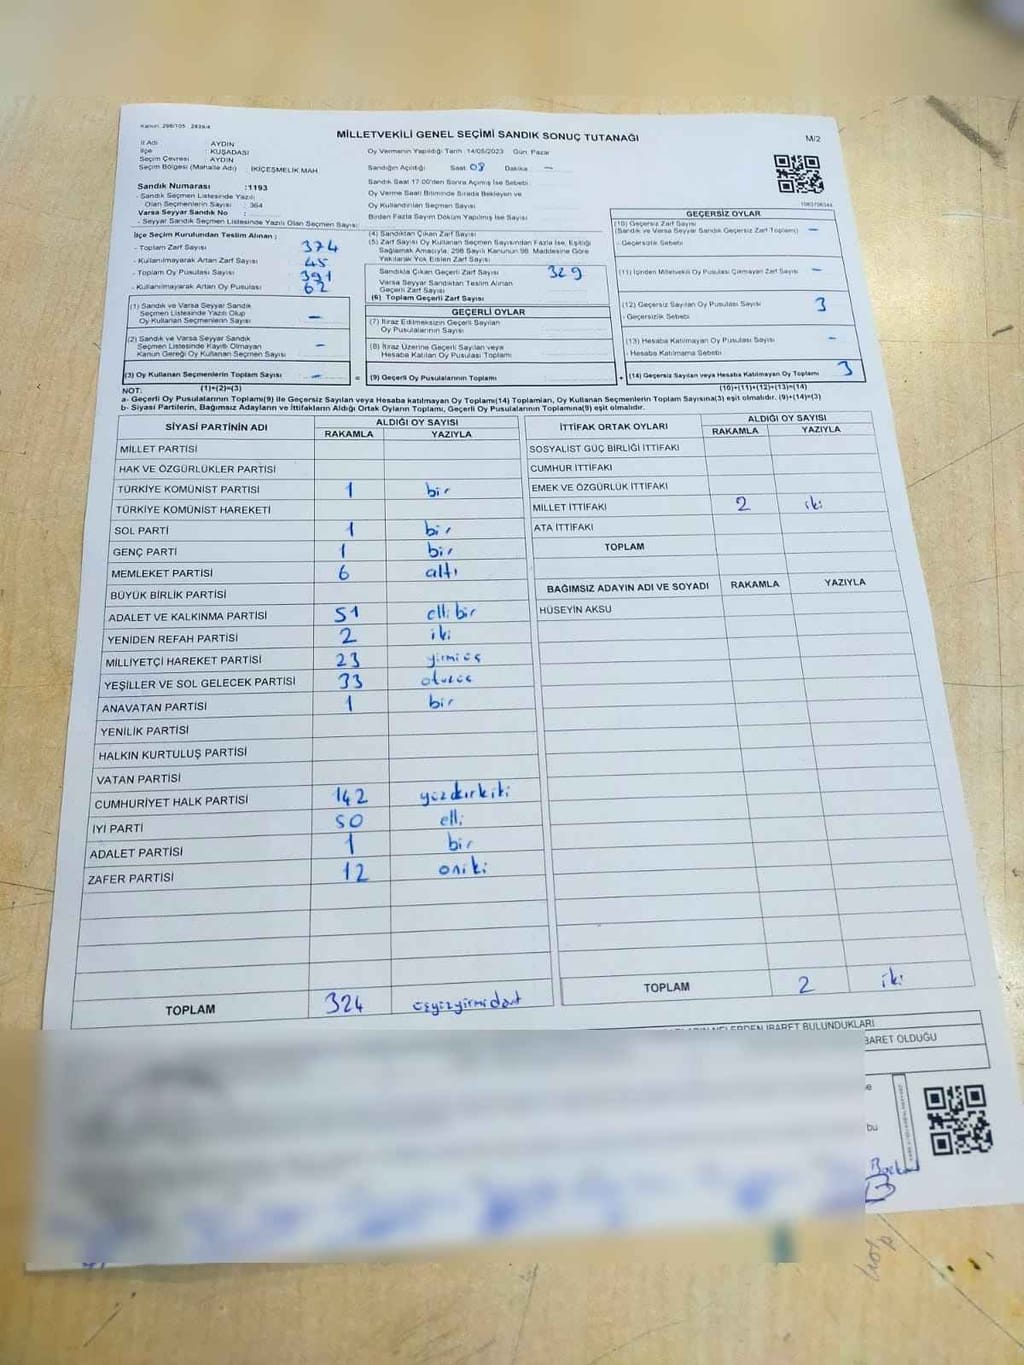 Kanun: 298/105 - 2839/4
MİLLETVEKİLİ GENEL SEÇİMİ SANDIK SONUÇ TUTANAĞI
M/2
İl Adı : AYDIN
İlçe : KUŞADASI
Seçim Çevresi : AYDIN
Seçim Bölgesi (Mahalle Adı) : İKİÇEŞMELİK MAH.
Sandık Numarası :1193
- Sandık Seçmen Listesinde Yazılı
Olan Seçmenlerin Sayısı : 364
Varsa Seyyar Sandık No :
- Seyyar Sandık Seçmen Listesinde Yazılı Olan Seçmen Sayısı:
Oy Vermenin Yapıldığı Tarih :14/05/2023 Gün: Pazar
Sandığın Açıldığı Saat: 08 Dakika: -
Sandık Saat 17.00'den Sonra Açılmış İse Sebebi:
Oy Verme Saati Bitiminde Sırada Bekleyen ve
Oy Kullandırılan Seçmen Sayısı
Birden Fazla Sayım Döküm Yapılmış İse Sayısı
İlçe Seçim Kurulundan Teslim Alınan ;
- Toplam Zarf Sayısı 374
- Kullanılmayarak Artan Zarf Sayısı 45
- Toplam Oy Pusulası Sayısı 391
- Kullanılmayarak Artan Oy Pusulası 62
(1) Sandık ve Varsa Seyyar Sandık
Seçmen Listesinde Yazılı Olup
Oy Kullanan Seçmenlerin Sayısı -
(2) Sandık ve Varsa Seyyar Sandık
Seçmen Listesinde Kayıtlı Olmayan
Kanun Gereği Oy Kullanan Seçmen Sayısı -
(3) Oy Kullanan Seçmenlerin Toplam Sayısı -
(4) Sandıktan Çıkan Zarf Sayısı
(5) Zarf Sayısı Oy Kullanan Seçmen Sayısından Fazla İse, Eşitliği
Sağlamak Amacıyla, 298 Sayılı Kanunun 98. Maddesine Göre
Yakılarak Yok Edilen Zarf Sayısı
Sandıkta Çıkan Geçerli Zarf Sayısı 329
Varsa Seyyar Sandıktan Teslim Alınan
Geçerli Zarf Sayısı
(6) Toplam Geçerli Zarf Sayısı
GEÇERLİ OYLAR
(7) İtiraz Edilmeksizin Geçerli Sayılan
Oy Pusulalarının Sayısı
(8) İtiraz Üzerine Geçerli Sayılan veya
Hesaba Katılan Oy Pusulası Toplamı
= (9) Geçerli Oy Pusulalarının Toplamı
GEÇERSİZ OYLAR
(10) Geçersiz Zarf Sayısı
(Sandık ve Varsa Seyyar Sandık Geçersiz Zarf Toplamı) -
- Geçersizlik Sebebi
(11) İçinden Milletvekili Oy Pusulası Çıkmayan Zarf Sayısı -
(12) Geçersiz Sayılan Oy Pusulası Sayısı 3
- Geçersizlik Sebebi
(13) Hesaba Katılmayan Oy Pusulası Sayısı -
- Hesaba Katılmama Sebebi
+ (14) Geçersiz Sayılan veya Hesaba Katılmayan Oy Toplamı 3
NOT: (1)+(2)=(3) (10)+(11)+(12)+(13)=(14)
a- Geçerli Oy Pusulalarının Toplamı(9) ile Geçersiz Sayılan veya Hesaba Katılmayan Oy Toplamı(14) Toplamları, Oy Kullanan Seçmenlerin Toplam Sayısına(3) eşit olmalıdır. (9)+(14)=(3)
b- Siyasi Partilerin, Bağımsız Adayların ve İttifakların Aldığı Ortak Oyların Toplamı, Geçerli Oy Pusulalarının Toplamına(9) eşit olmalıdır.
SİYASİ PARTİNİN ADI ALDIĞI OY SAYISI
RAKAMLA YAZIYLA
MİLLET PARTİSİ
HAK VE ÖZGÜRLÜKLER PARTİSİ
TÜRKİYE KOMÜNİST PARTİSİ 1 bir
TÜRKİYE KOMÜNİST HAREKETİ
SOL PARTİ 1 bir
GENÇ PARTİ 1 bir
MEMLEKET PARTİSİ 6 altı
BÜYÜK BİRLİK PARTİSİ
ADALET VE KALKINMA PARTİSİ 51 elli bir
YENİDEN REFAH PARTİSİ 2 iki
MİLLİYETÇİ HAREKET PARTİSİ 23 yirmiüç
YEŞİLLER VE SOL GELECEK PARTİSİ 33 otuzüç
ANAVATAN PARTİSİ 1 bir
YENİLİK PARTİSİ
HALKIN KURTULUŞ PARTİSİ
VATAN PARTİSİ
CUMHURİYET HALK PARTİSİ 142 yüzkırkiki
İYİ PARTİ 50 elli
ADALET PARTİSİ 1 bir
ZAFER PARTİSİ 12 oniki
TOPLAM 324 üçyüzyirmidört
İTTİFAK ORTAK OYLARI ALDIĞI OY SAYISI
RAKAMLA YAZIYLA
SOSYALİST GÜÇ BİRLİĞİ İTTİFAKI
CUMHUR İTTİFAKI
EMEK VE ÖZGÜRLÜK İTTİFAKI
MİLLET İTTİFAKI 2 iki
ATA İTTİFAKI
TOPLAM
BAĞIMSIZ ADAYIN ADI VE SOYADI RAKAMLA YAZIYLA
HÜSEYİN AKSU
TOPLAM 2 iki
NELERDEN İBARET BULUNDUKLARI
BARET OLDUĞU
bu